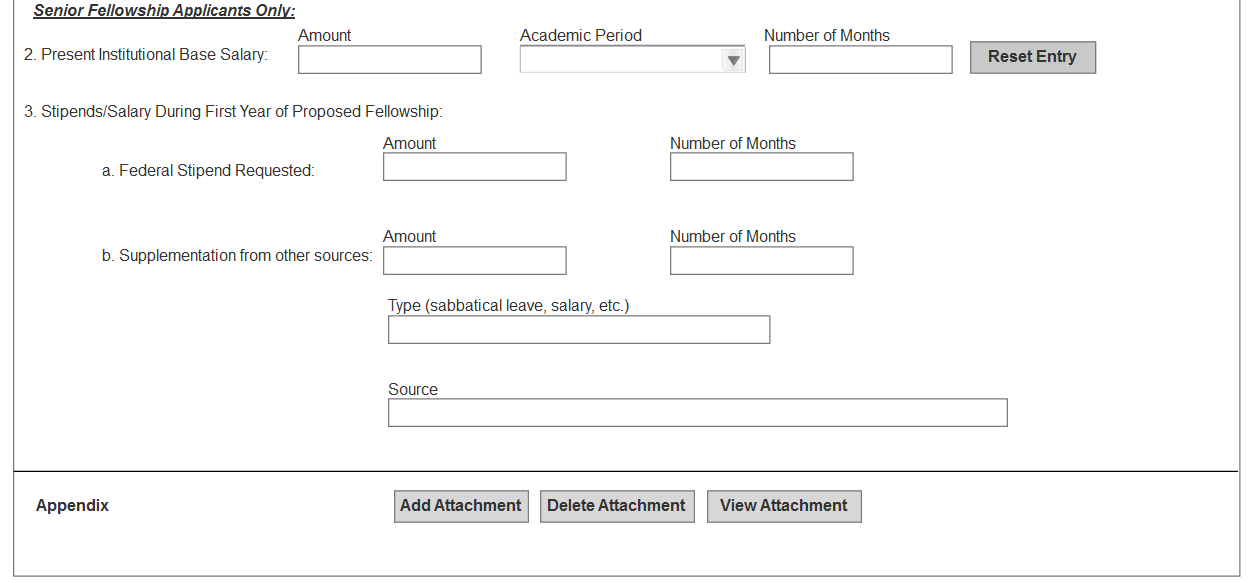 Senior Fellowship Applicants Only:
Amount Academic Period Number of Months
2. Present Institutional Base Salary: Reset Entry
3. Stipends/Salary During First Year of Proposed Fellowship:
Amount Number of Months
a. Federal Stipend Requested:
Amount Number of Months
b. Supplementation from other sources:
Type (sabbatical leave, salary, etc.)
Source
Appendix Add Attachment Delete Attachment View Attachment